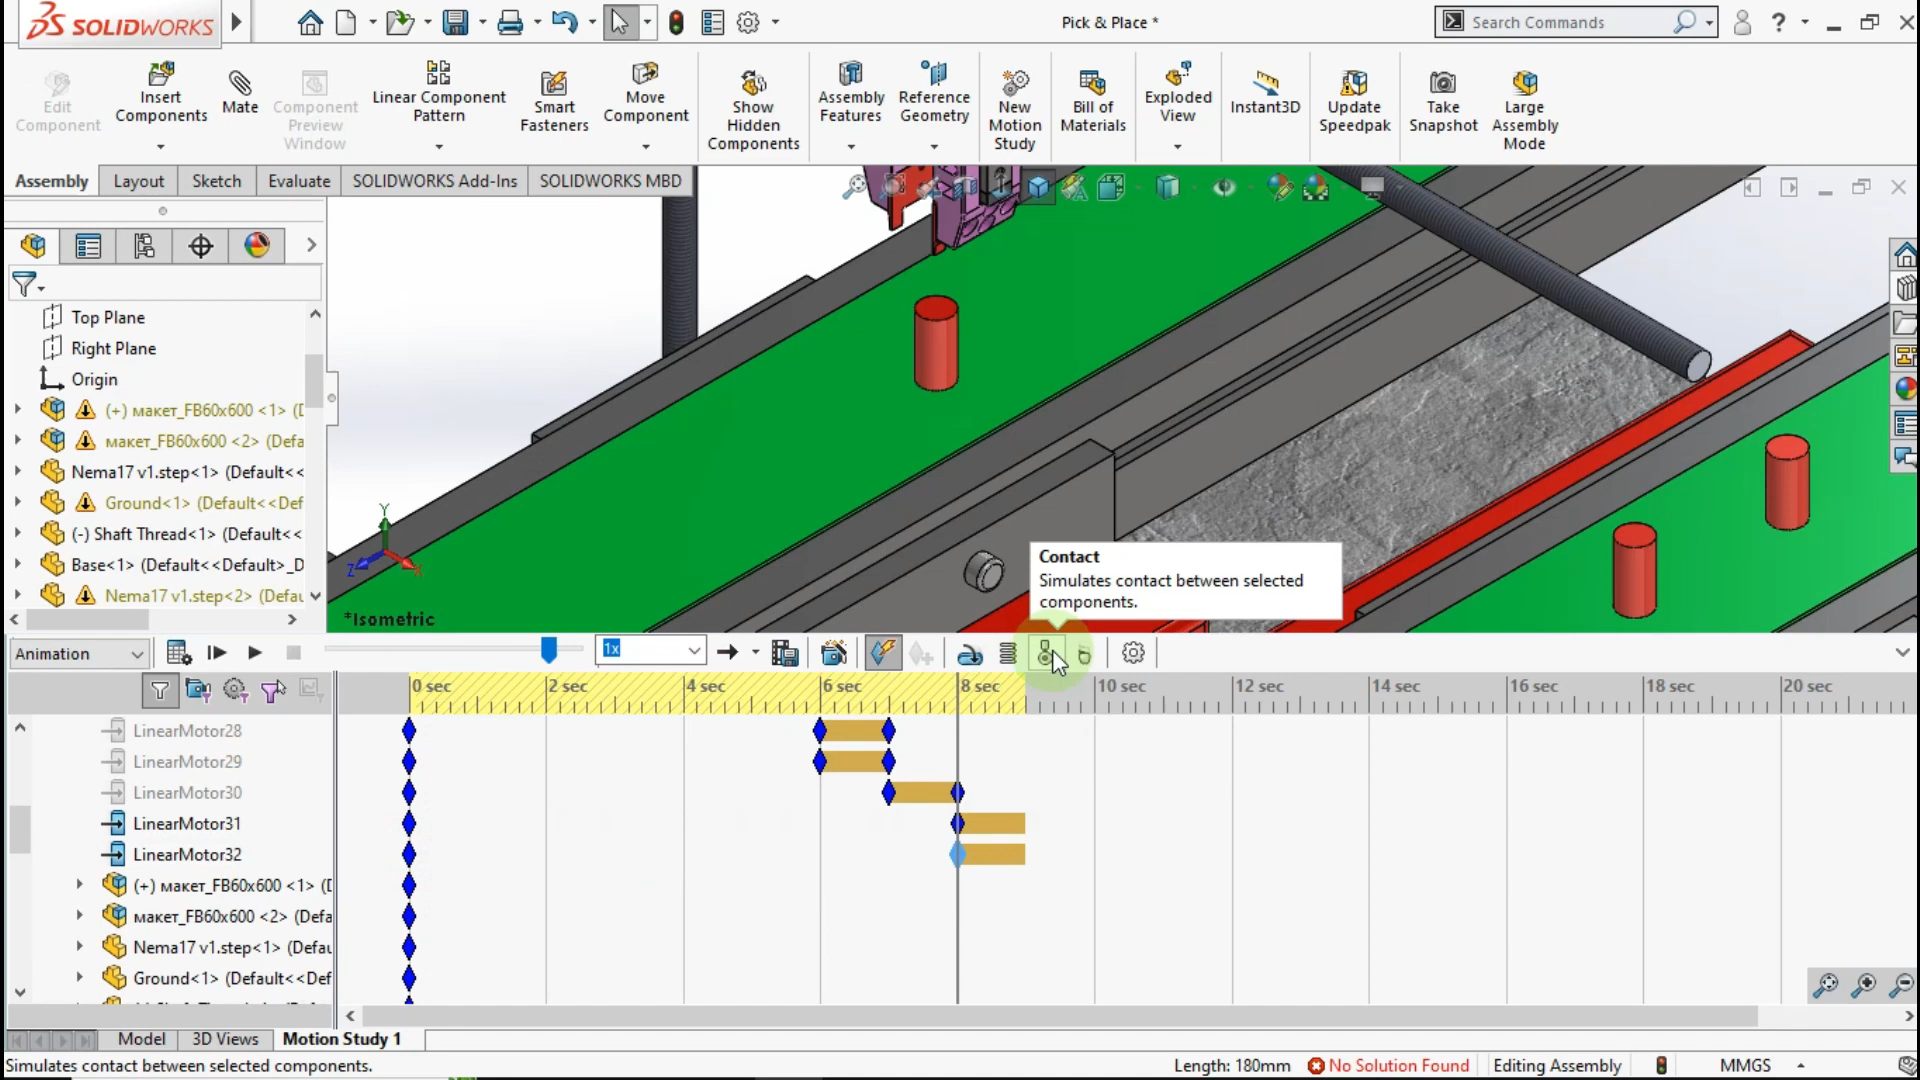 SOLIDWORKS
Pick & Place *
Search Commands
Edit Component
Insert Components
Mate
Component Preview Window
Linear Component Pattern
Smart Fasteners
Move Component
Show Hidden Components
Assembly Features
Reference Geometry
New Motion Study
Bill of Materials
Exploded View
Instant3D
Update Speedpak
Take Snapshot
Large Assembly Mode
Assembly
Layout
Sketch
Evaluate
SOLIDWORKS Add-Ins
SOLIDWORKS MBD
Top Plane
Right Plane
Origin
(+) макет_FB60x600 <1> (D
макет_FB60x600 <2> (Defa
Nema17 v1.step<1> (Default<<
Ground<1> (Default<<Def
(-) Shaft Thread<1> (Default<<
Base<1> (Default<<Default>_D
Nema17 v1.step<2> (Defau
Y
Z
X
*Isometric
Contact
Simulates contact between selected
components.
Animation
1x
0 sec
2 sec
4 sec
6 sec
8 sec
10 sec
12 sec
14 sec
16 sec
18 sec
20 sec
LinearMotor28
LinearMotor29
LinearMotor30
LinearMotor31
LinearMotor32
(+) макет_FB60x600 <1> (D
макет_FB60x600 <2> (Defa
Nema17 v1.step<1> (Defau
Ground<1> (Default<<Def
Model
3D Views
Motion Study 1
Simulates contact between selected components.
Length: 180mm
No Solution Found
Editing Assembly
MMGS